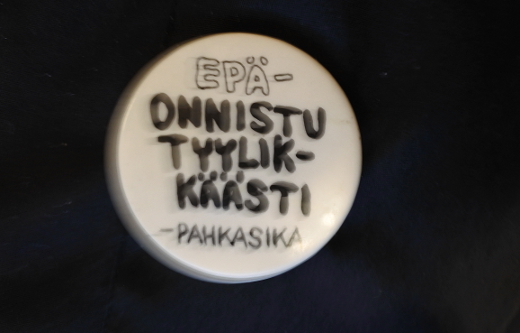 EPÄ-
ONNISTU
TYYLIK-
KÄÄSTI
-PAHKASIKA